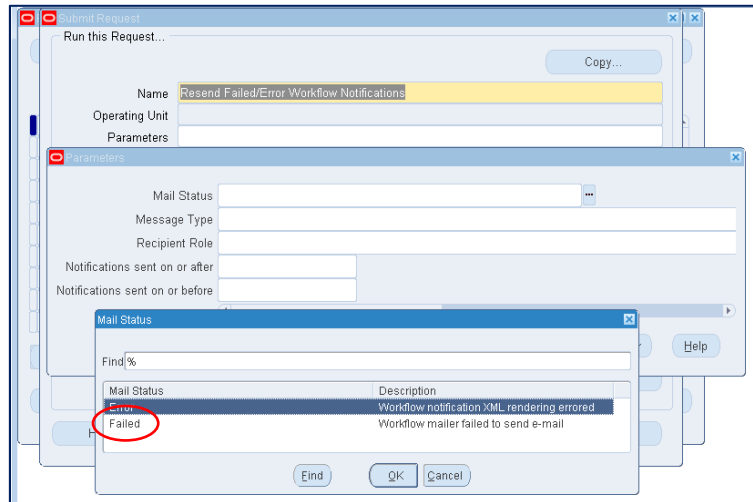 Submit Request
Run this Request...
Copy...
Name Resend Failed/Error Workflow Notifications
Operating Unit
Parameters
Parameters
Mail Status
Message Type
Recipient Role
Notifications sent on or after
Notifications sent on or before
Help
Mail Status
Find %
Mail Status Description
Error Workflow notification XML rendering errored
Failed Workflow mailer failed to send e-mail
Find OK Cancel